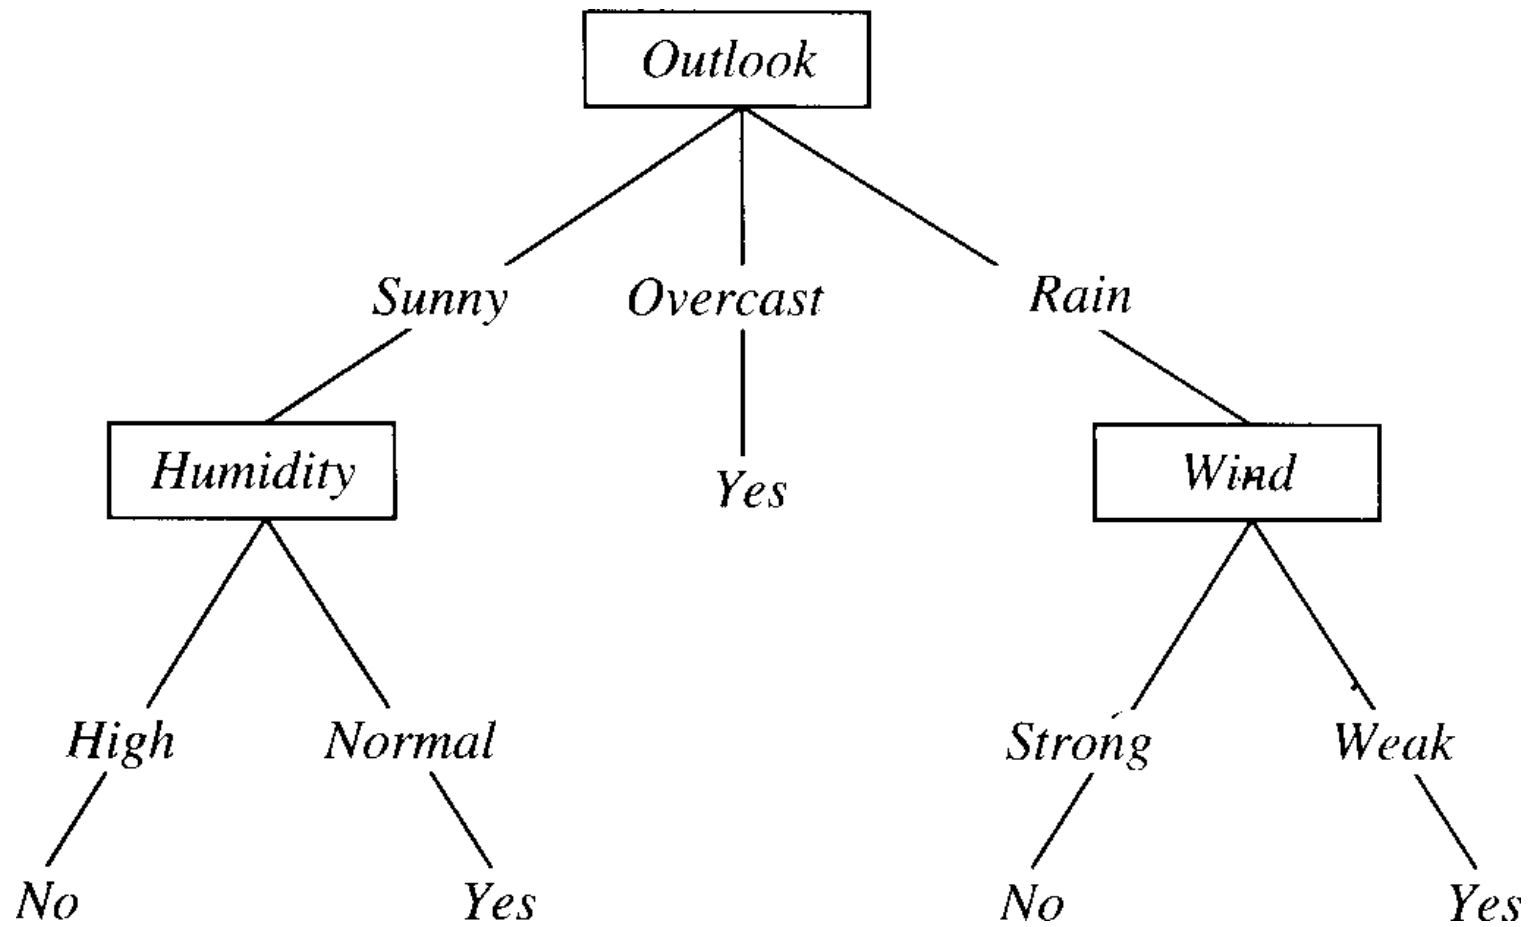 Outlook
Sunny Overcast Rain
Humidity Yes Wind
High Normal Strong Weak
No Yes No Yes